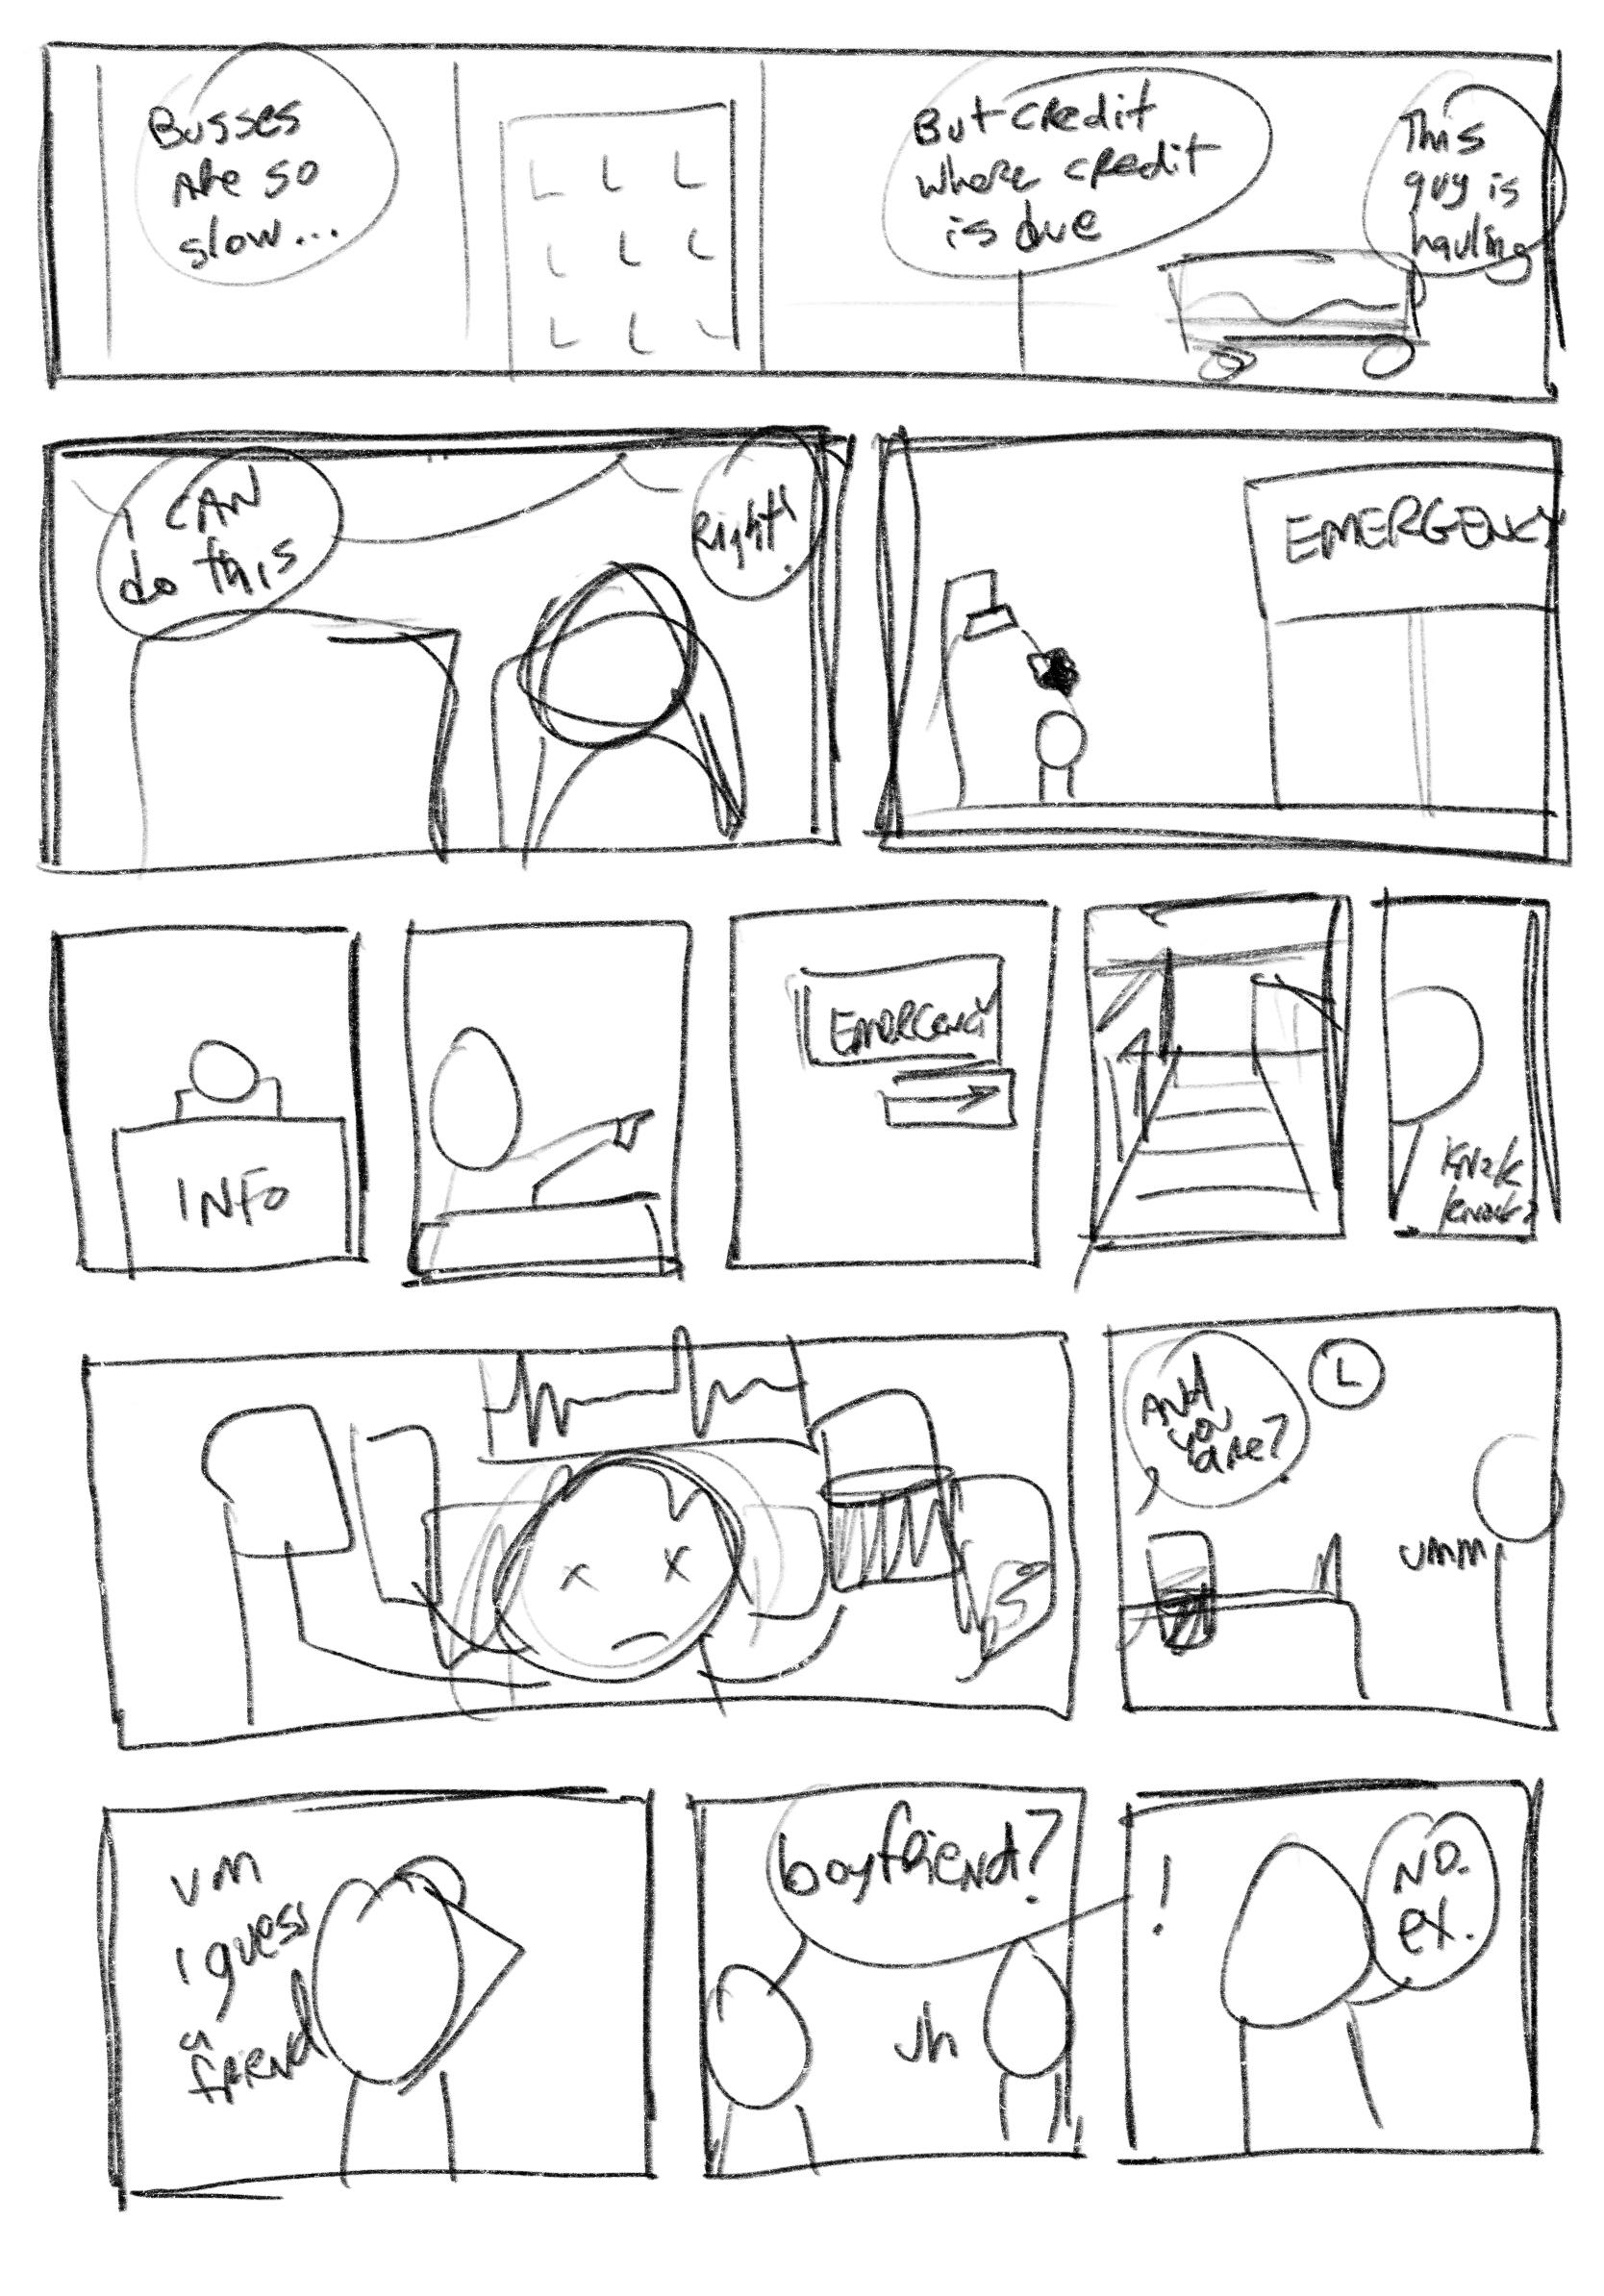 Busses
are so
slow...
But credit
where credit
is due
This
guy is
hauling
I CAN
do this
Right!
EMERGENCY
INFO
EMERGENCY
Knock
knock
And
you
are?
umm
um
I guess
a
friend
boyfriend?
uh
!
No.
ex.